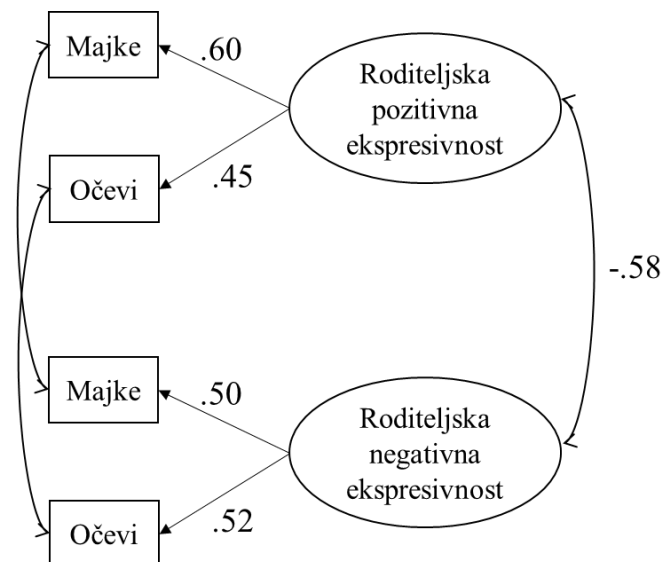 Majke
.60
Roditeljska
pozitivna
ekspresivnost
Očevi
.45
-.58
Majke
.50
Roditeljska
negativna
ekspresivnost
Očevi
.52